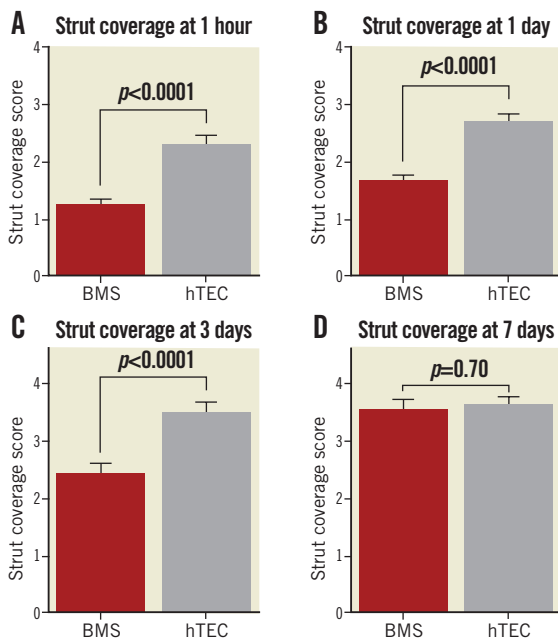 A Strut coverage at 1 hour
Strut coverage score
4
3
2
1
0
p<0.0001
BMS hTEC
B Strut coverage at 1 day
Strut coverage score
4
3
2
1
0
p<0.0001
BMS hTEC
C Strut coverage at 3 days
Strut coverage score
4
3
2
1
0
p<0.0001
BMS hTEC
D Strut coverage at 7 days
Strut coverage score
4
3
2
1
0
p=0.70
BMS hTEC